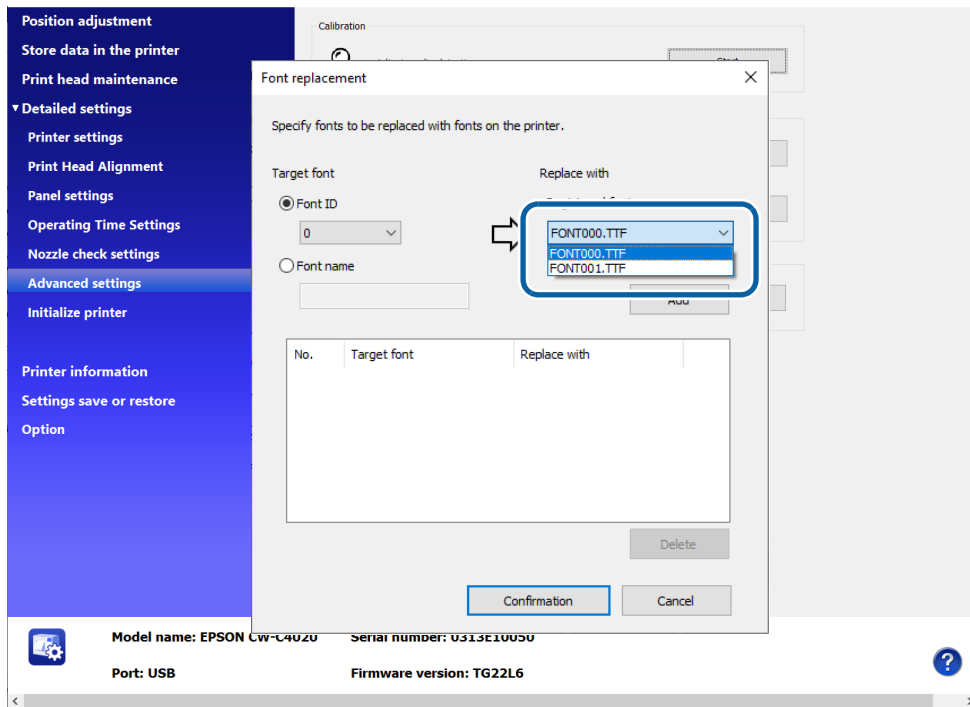 Position adjustment
Store data in the printer
Print head maintenance
Detailed settings
Printer settings
Print Head Alignment
Panel settings
Operating Time Settings
Nozzle check settings
Advanced settings
Initialize printer
Printer information
Settings save or restore
Option
Calibration
Start
Font replacement
Specify fonts to be replaced with fonts on the printer.
Target font
Replace with
Font ID
0
FONT000.TTF
FONT000.TTF
FONT001.TTF
Font name
Add
No. Target font Replace with
Delete
Confirmation Cancel
Model name: EPSON CW-C4020 Serial number: U313E10050
Port: USB Firmware version: TG22L6
?